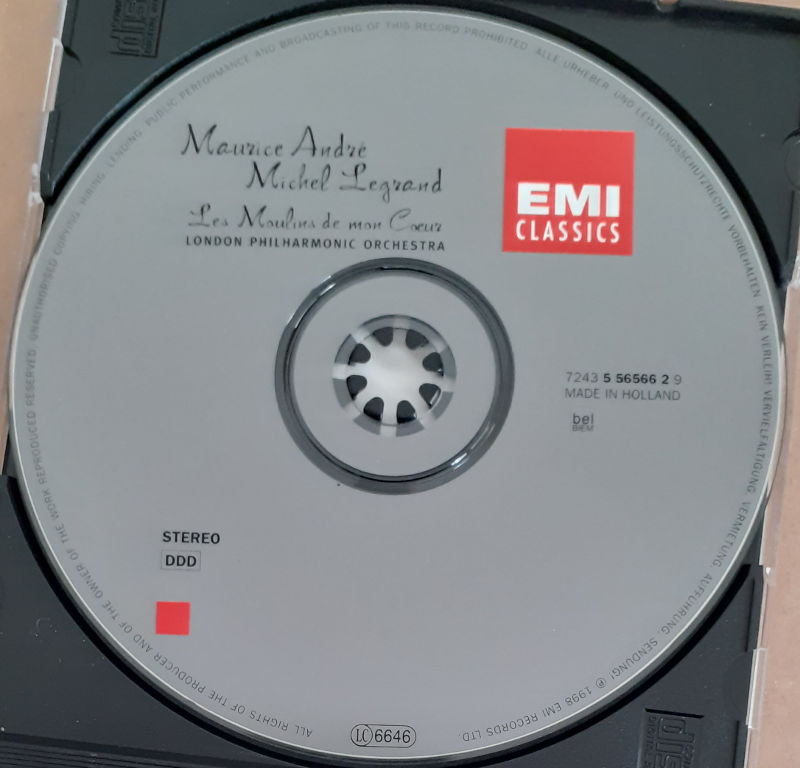 Maurice André
Michel Legrand
Les Moulins de mon Cœur
LONDON PHILHARMONIC ORCHESTRA
EMI
CLASSICS
7243 5 56566 2 9
MADE IN HOLLAND
bel
BIEM
STEREO
DDD
LC 6646
ALL RIGHTS OF THE PRODUCER AND OF THE OWNER OF THE WORK REPRODUCED RESERVED. UNAUTHORISED COPYING, HIRING, LENDING, PUBLIC PERFORMANCE AND BROADCASTING OF THIS RECORD PROHIBITED. ALLE URHEBER- UND LEISTUNGSSCHUTZRECHTE VORBEHALTEN. KEIN VERLEIH! VERVIELFÄLTIGUNG, VERMIETUNG, AUFFÜHRUNG, SENDUNG! ℗ 1998 EMI RECORDS LTD.